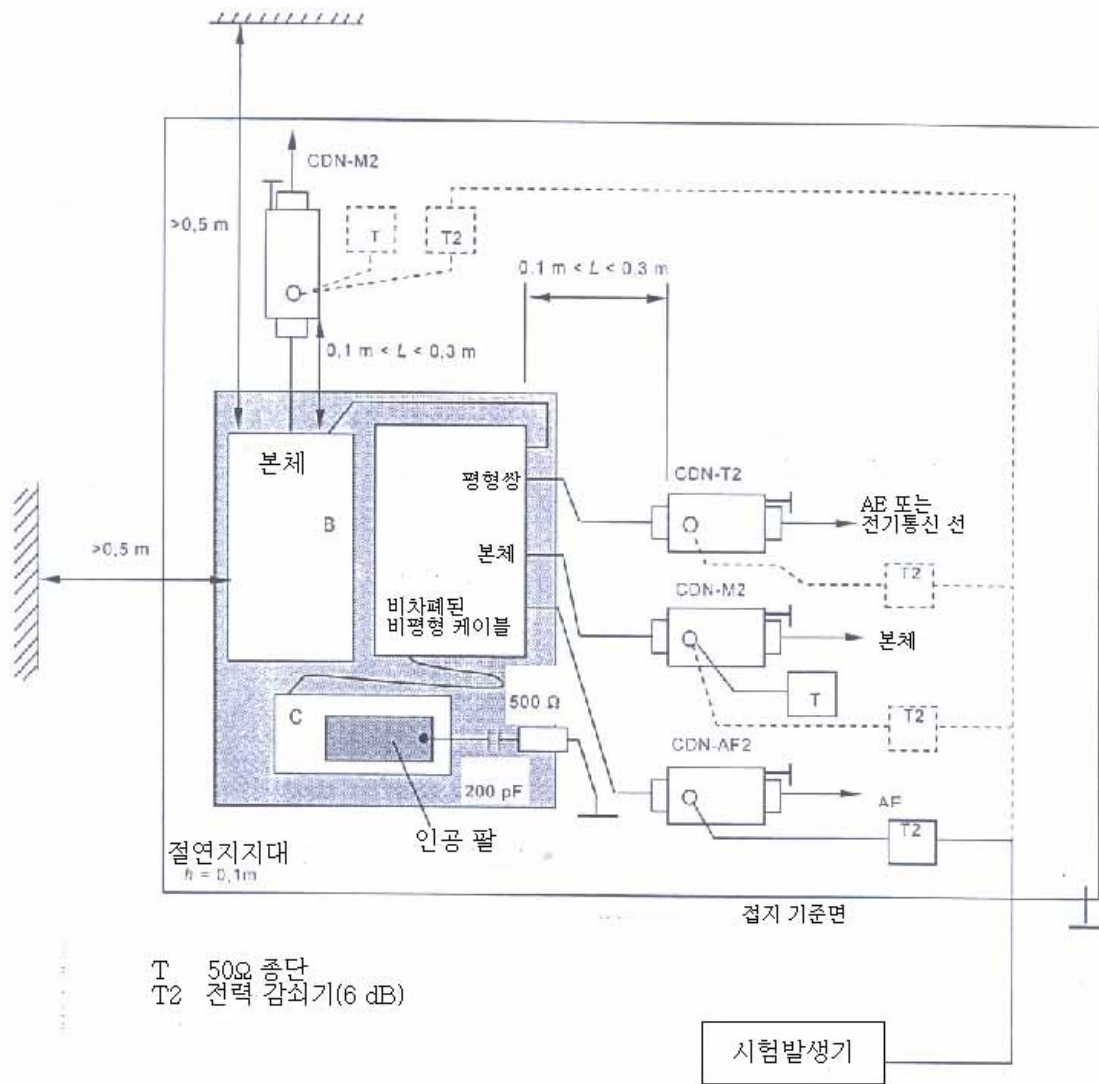 CDN-M2
>0,5 m
T
T2
0.1 m < L < 0.3 m
0,1 m < L < 0,3 m
본체
B
평형쌍
CDN-T2
AE 또는
전기통신 선
>0,5 m
T2
본체
CDN-M2
비차폐된
비평형 케이블
본체
T
T2
500 Ω
C
CDN-AF2
200 pF
AF
T2
인공 팔
절연지지대
h = 0,1m
접지 기준면
T 50Ω 종단
T2 전력 감쇠기(6 dB)
시험발생기